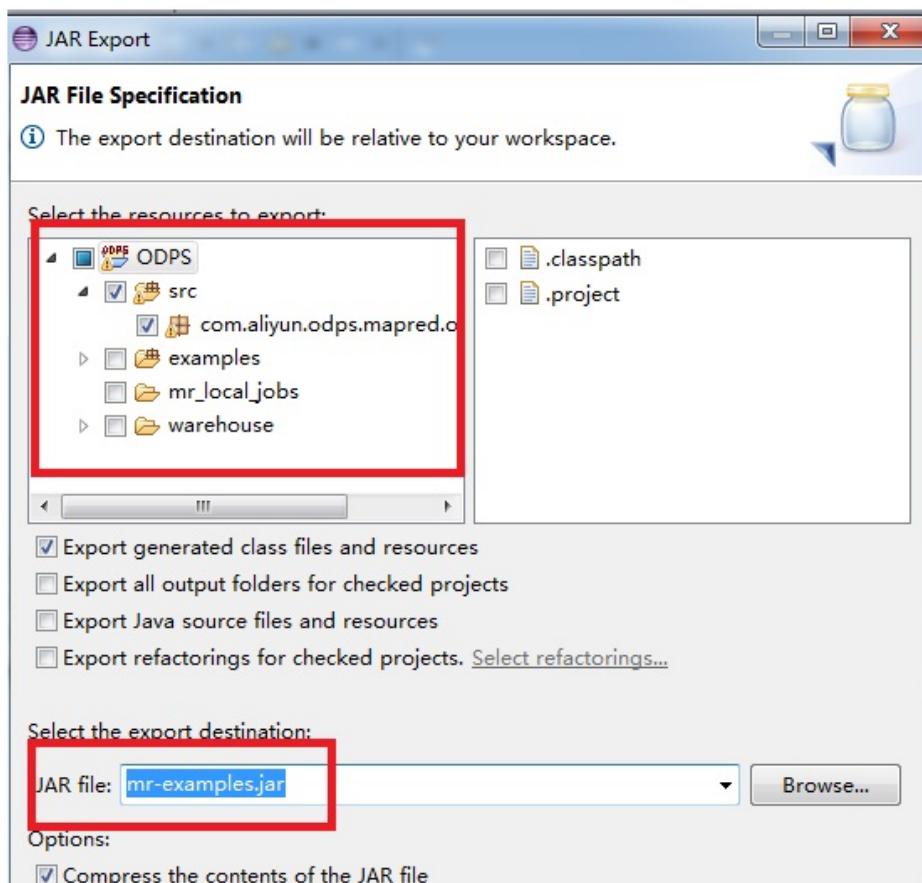 JAR Export
JAR File Specification
The export destination will be relative to your workspace.
Select the resources to export:
ODPS
src
com.aliyun.odps.mapred.o
examples
mr_local_jobs
warehouse
.classpath
.project
Export generated class files and resources
Export all output folders for checked projects
Export Java source files and resources
Export refactorings for checked projects. Select refactorings...
Select the export destination:
JAR file: mr-examples.jar Browse...
Options:
Compress the contents of the JAR file